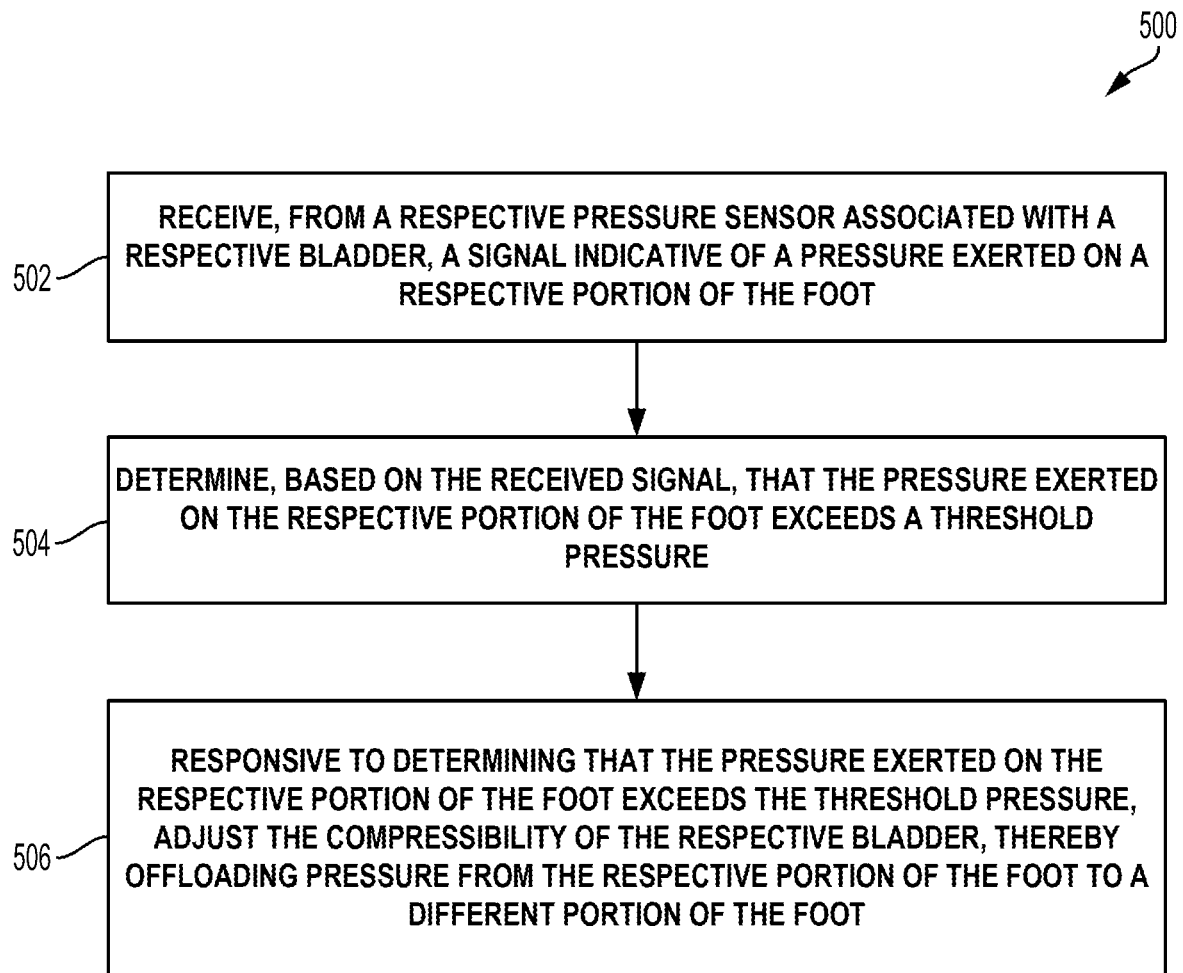 500
RECEIVE, FROM A RESPECTIVE PRESSURE SENSOR ASSOCIATED WITH A
RESPECTIVE BLADDER, A SIGNAL INDICATIVE OF A PRESSURE EXERTED ON A
RESPECTIVE PORTION OF THE FOOT
502
DETERMINE, BASED ON THE RECEIVED SIGNAL, THAT THE PRESSURE EXERTED
ON THE RESPECTIVE PORTION OF THE FOOT EXCEEDS A THRESHOLD
PRESSURE
504
RESPONSIVE TO DETERMINING THAT THE PRESSURE EXERTED ON THE
RESPECTIVE PORTION OF THE FOOT EXCEEDS THE THRESHOLD PRESSURE,
ADJUST THE COMPRESSIBILITY OF THE RESPECTIVE BLADDER, THEREBY
OFFLOADING PRESSURE FROM THE RESPECTIVE PORTION OF THE FOOT TO A
DIFFERENT PORTION OF THE FOOT
506